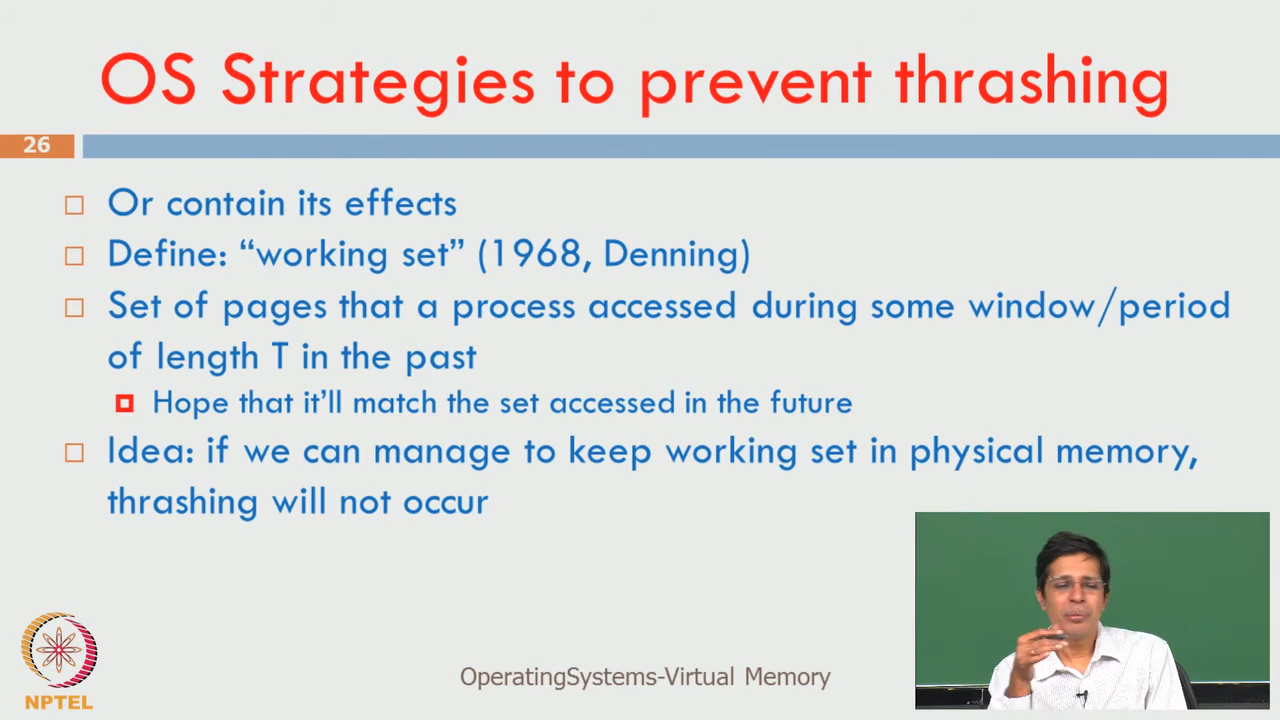 OS Strategies to prevent thrashing
26
Or contain its effects
Define: “working set” (1968, Denning)
Set of pages that a process accessed during some window/period
of length T in the past
Hope that it’ll match the set accessed in the future
Idea: if we can manage to keep working set in physical memory,
thrashing will not occur
NPTEL
OperatingSystems-Virtual Memory